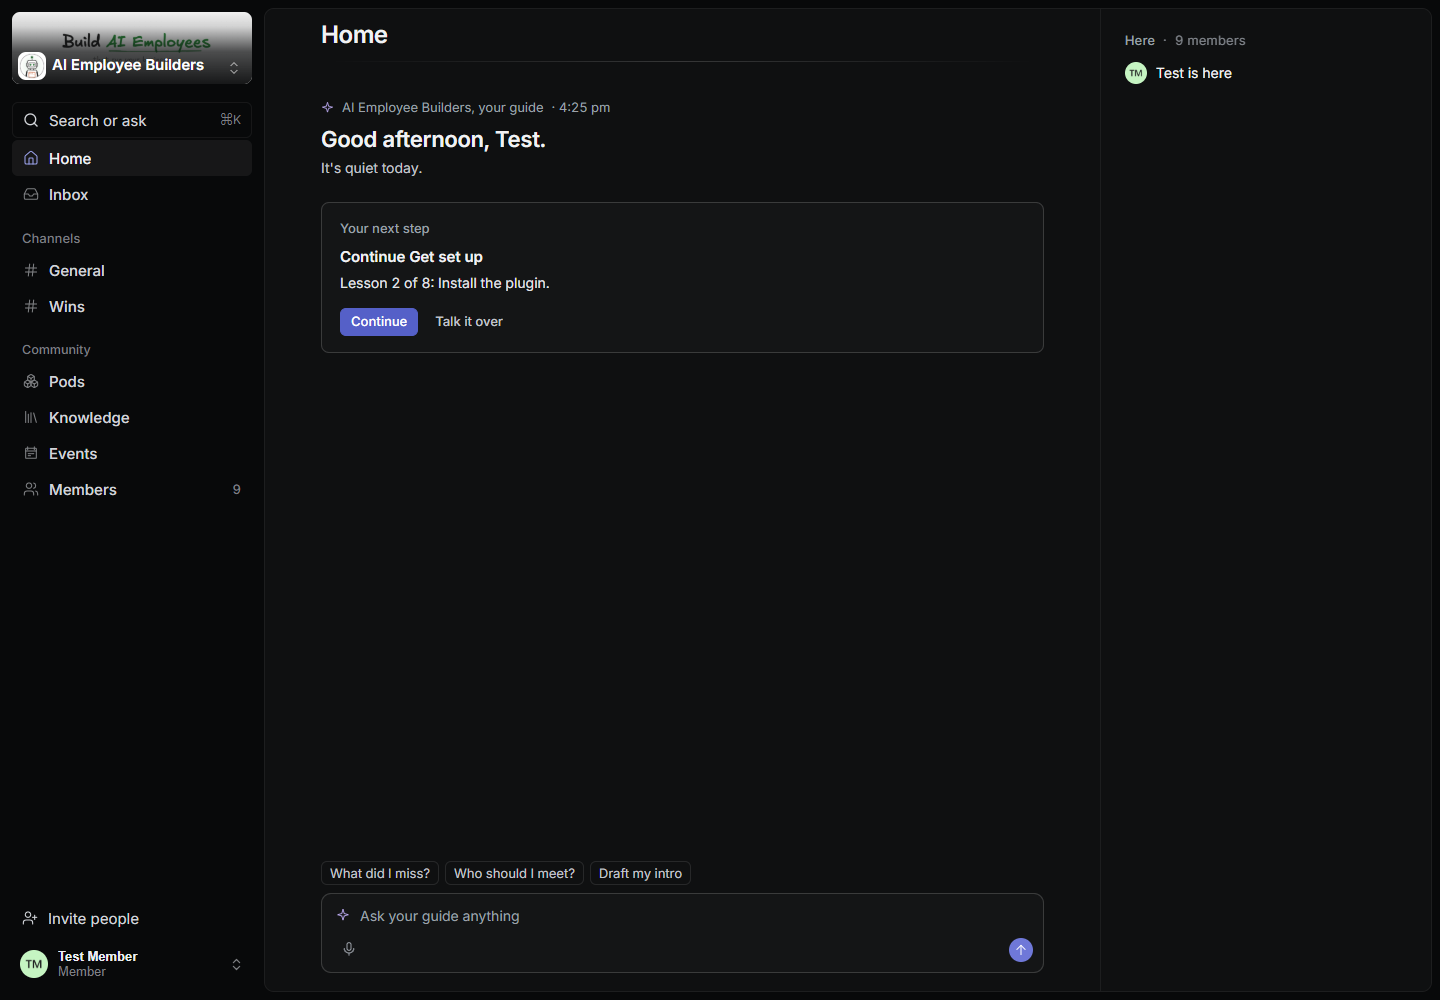 Build AI Employees
AI Employee Builders
Search or ask ⌘K
Home
Inbox
Channels
General
Wins
Community
Pods
Knowledge
Events
Members 9
Invite people
TM
Test Member
Member
Home
AI Employee Builders, your guide · 4:25 pm
Good afternoon, Test.
It's quiet today.
Your next step
Continue Get set up
Lesson 2 of 8: Install the plugin.
Continue Talk it over
What did I miss? Who should I meet? Draft my intro
Ask your guide anything
Here · 9 members
TM Test is here